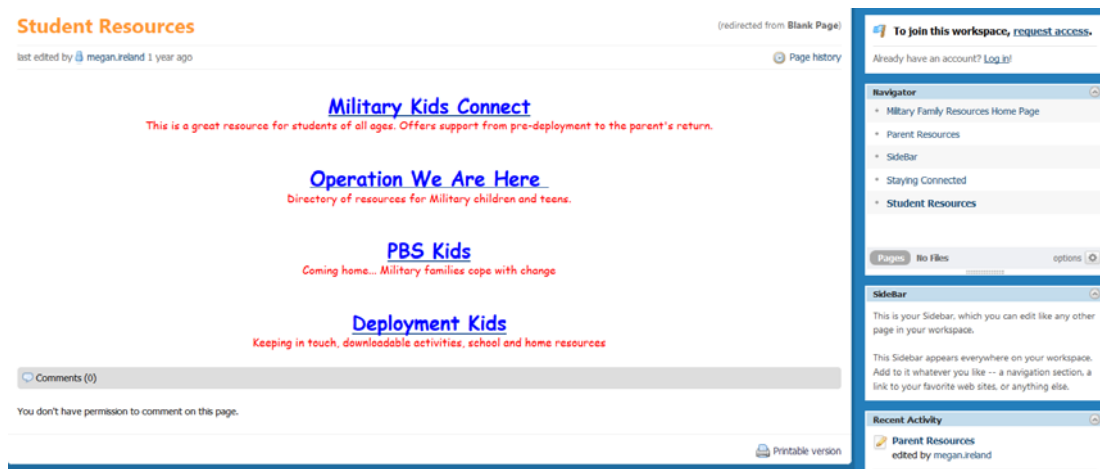 Student Resources
(redirected from Blank Page)
last edited by megan.ireland 1 year ago
Page history
Military Kids Connect
This is a great resource for students of all ages. Offers support from pre-deployment to the parent's return.
Operation We Are Here
Directory of resources for Military children and teens.
PBS Kids
Coming home... Military families cope with change
Deployment Kids
Keeping in touch, downloadable activities, school and home resources
Comments (0)
You don't have permission to comment on this page.
Printable version
To join this workspace, request access.
Already have an account? Log in!
Navigator
Military Family Resources Home Page
Parent Resources
SideBar
Staying Connected
Student Resources
Pages No Files options
SideBar
This is your Sidebar, which you can edit like any other
page in your workspace.
This Sidebar appears everywhere on your workspace.
Add to it whatever you like -- a navigation section, a
link to your favorite web sites, or anything else.
Recent Activity
Parent Resources
edited by megan.ireland